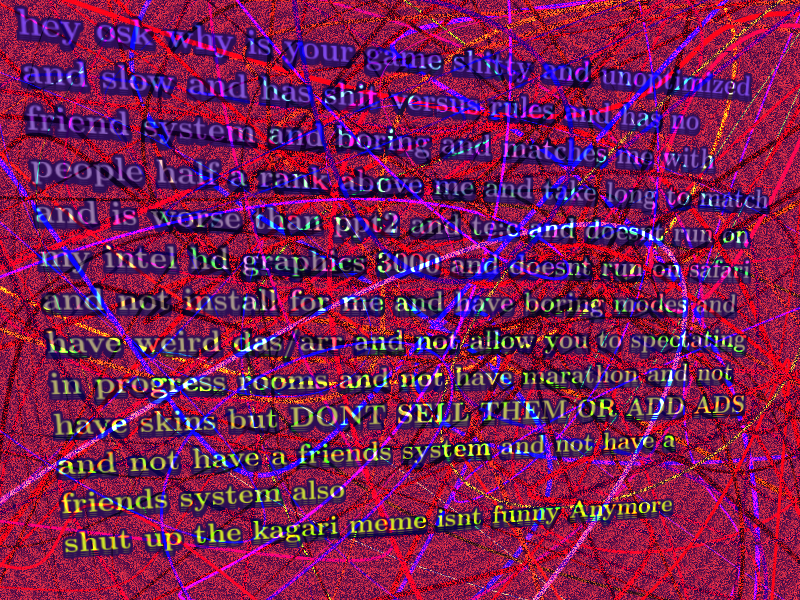 hey osk why is your game shitty and unoptimized
and slow and has shit versus rules and has no
friend system and boring and matches me with
people half a rank above me and take long to match
and is worse than ppt2 and te:c and doesnt run on
my intel hd graphics 3000 and doesnt run on safari
and not install for me and have boring modes and
have weird das/arr and not allow you to spectating
in progress rooms and not have marathon and not
have skins but DONT SELL THEM OR ADD ADS
and not have a friends system and not have a
friends system also
shut up the kagari meme isnt funny Anymore